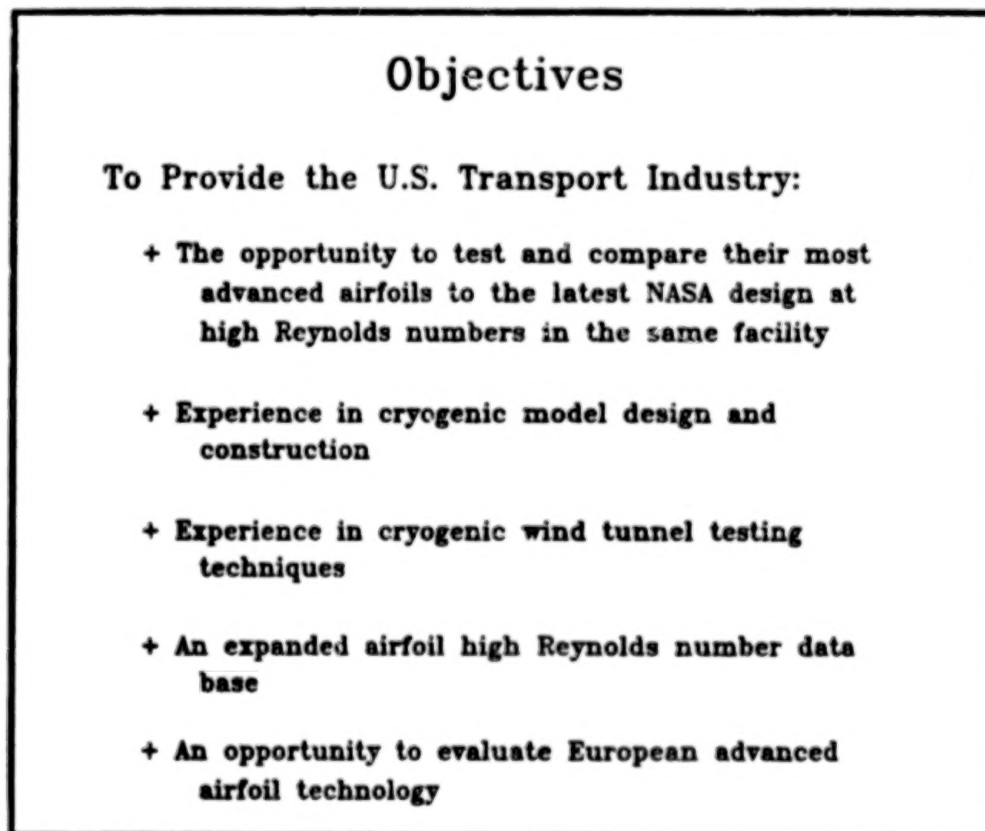 Objectives
To Provide the U.S. Transport Industry:
+ The opportunity to test and compare their most
advanced airfoils to the latest NASA design at
high Reynolds numbers in the same facility
+ Experience in cryogenic model design and
construction
+ Experience in cryogenic wind tunnel testing
techniques
+ An expanded airfoil high Reynolds number data
base
+ An opportunity to evaluate European advanced
airfoil technology